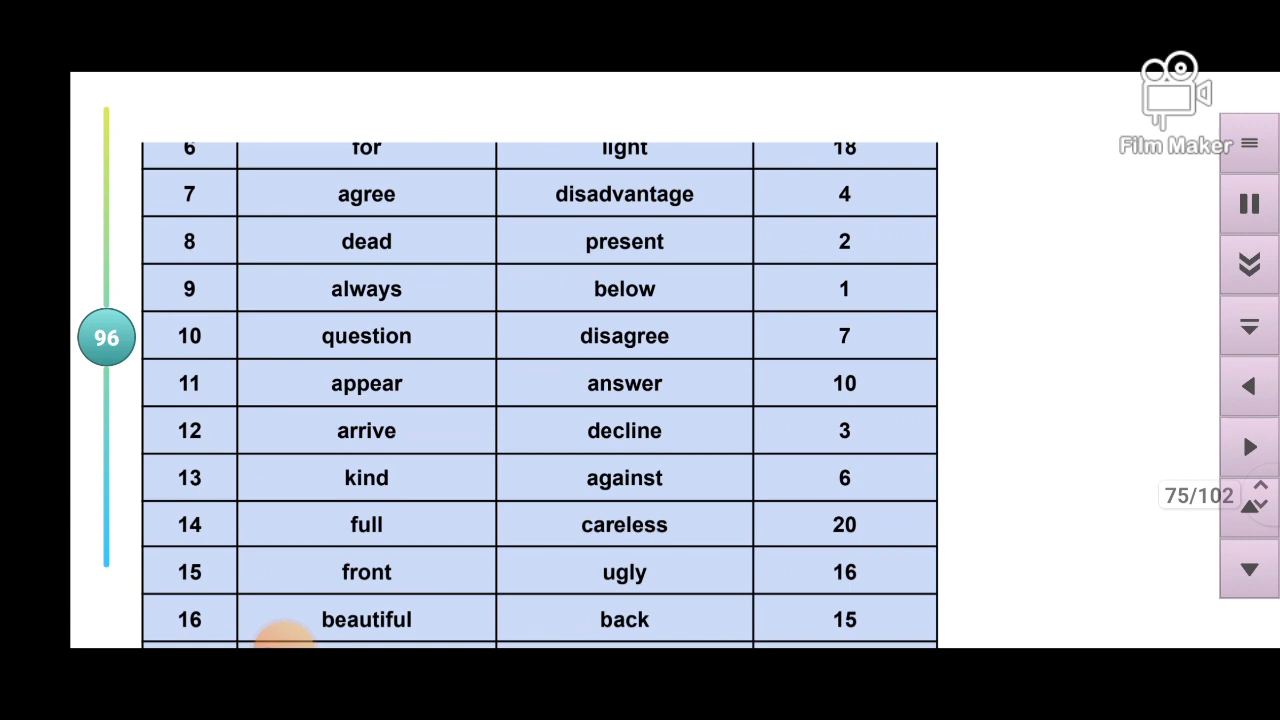 Film Maker
6 for light 18
7 agree disadvantage 4
8 dead present 2
9 always below 1
96
10 question disagree 7
11 appear answer 10
12 arrive decline 3
13 kind against 6
75/102
14 full careless 20
15 front ugly 16
16 beautiful back 15